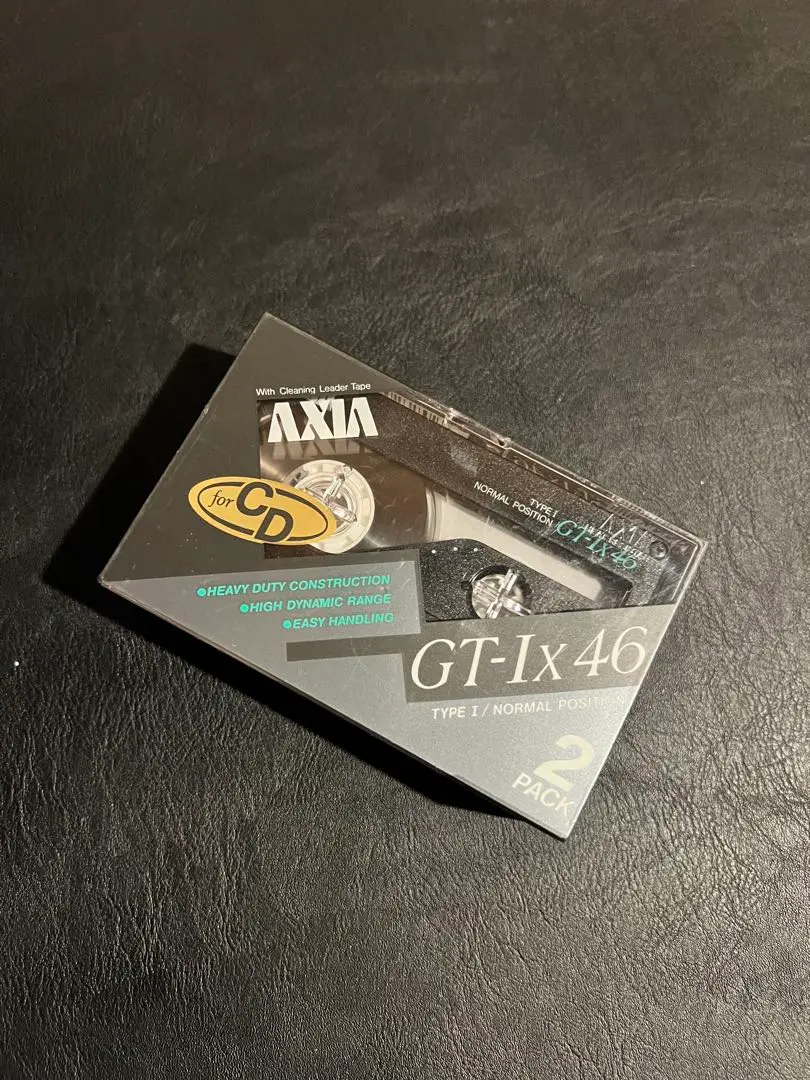 With Cleaning Leader Tape
AXIA
for CD
TYPE I
NORMAL POSITION
GT-Ix 46
HEAVY DUTY CONSTRUCTION
HIGH DYNAMIC RANGE
EASY HANDLING
GT-Ix 46
TYPE I / NORMAL POSITION
2
PACK